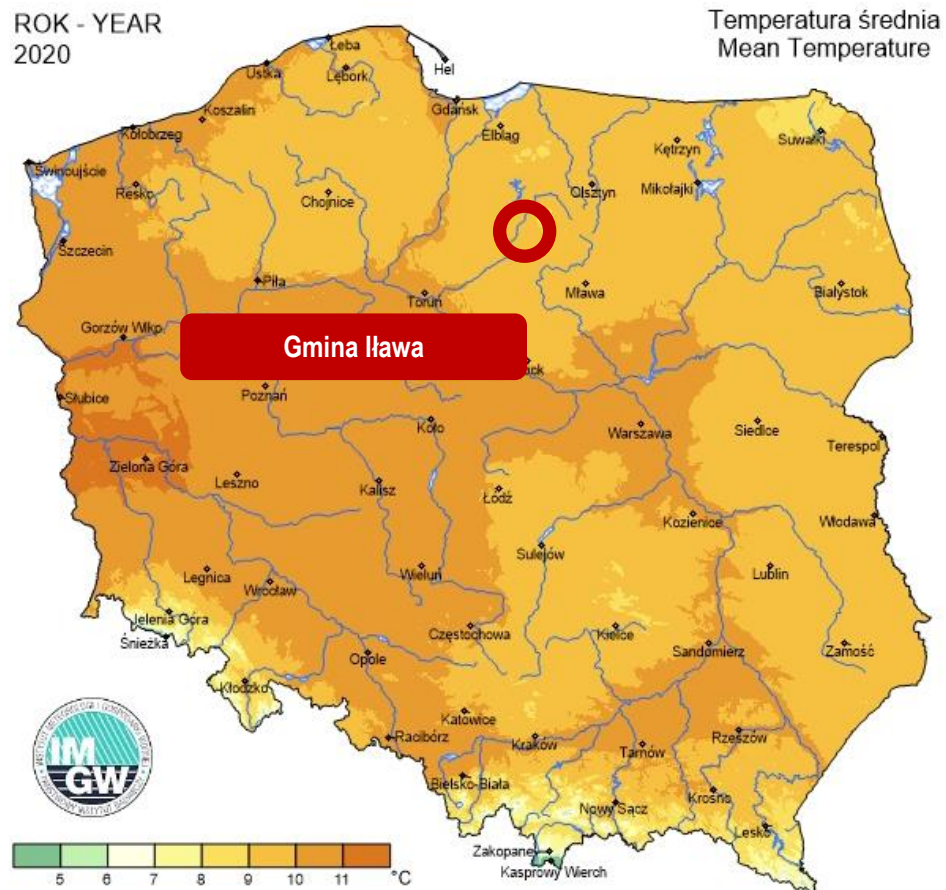 ROK - YEAR
2020
Temperatura średnia
Mean Temperature
Łeba
Hel
Ustka
Lębork
Gdańsk
Koszalin
Elbląg
Kołobrzeg
Suwałki
Kętrzyn
Świnoujście
Resko
Chojnice
Olsztyn
Mikołajki
Szczecin
Piła
Toruń
Mława
Białystok
Gorzów Wlkp.
Gmina Iława
ock
Słubice
Poznań
Koło
Warszawa
Siedlce
Terespol
Zielona Góra
Leszno
Kalisz
Łódź
Kozienice
Włodawa
Sulejów
Legnica
Wrocław
Wieluń
Lublin
Jelenia Góra
Śnieżka
Częstochowa
Kielce
Sandomierz
Zamość
Opole
Kłodzko
Katowice
Racibórz
Kraków
Tarnów
Rzeszów
Bielsko-Biała
Nowy Sącz
Krosno
Lesko
Zakopane
Kasprowy Wierch
IM
GW
5 6 7 8 9 10 11 °C